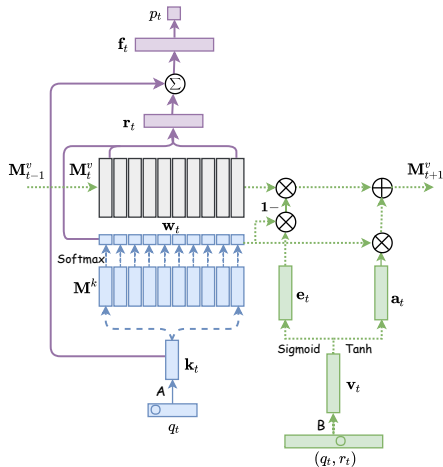 p_t
f_t
Σ
r_t
M^v_{t-1}
M^v_t
M^v_{t+1}
1−
w_t
Softmax
M^k
e_t
a_t
Sigmoid
Tanh
k_t
A
v_t
B
q_t
(q_t, r_t)